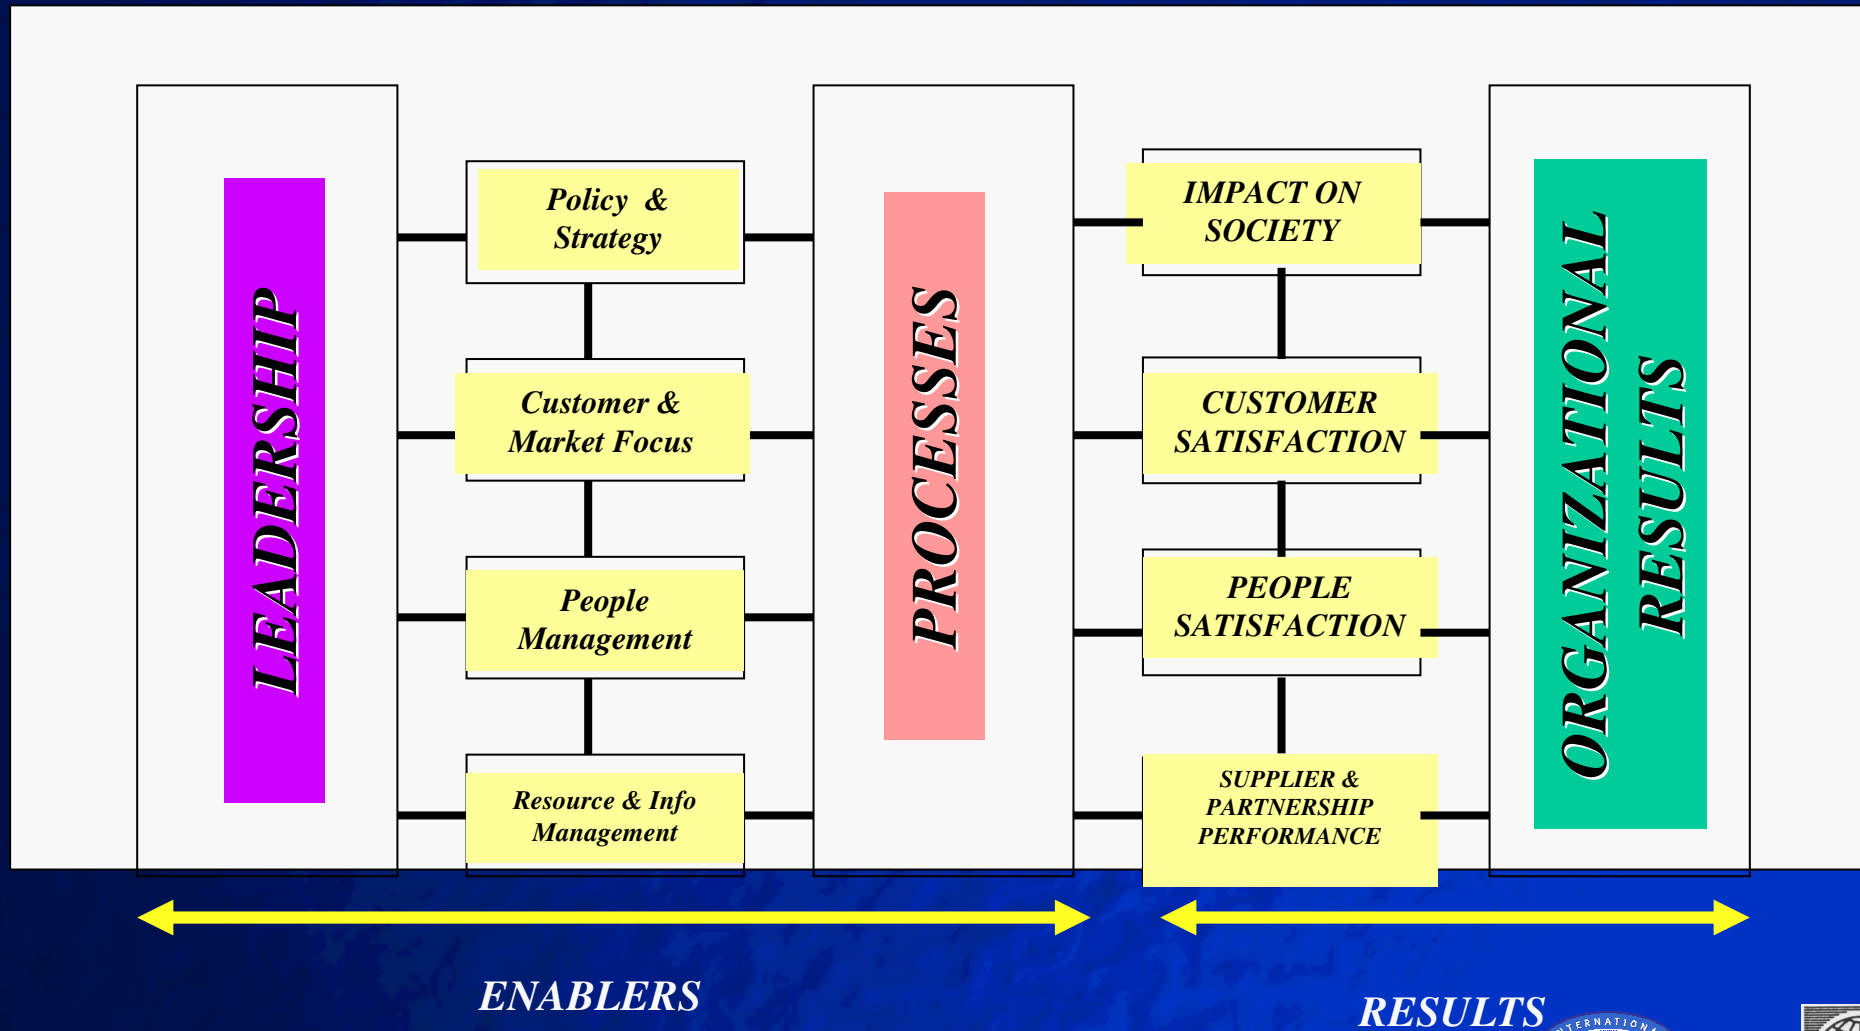 LEADERSHIP
Policy &
Strategy
Customer &
Market Focus
People
Management
Resource & Info
Management
PROCESSES
IMPACT ON
SOCIETY
CUSTOMER
SATISFACTION
PEOPLE
SATISFACTION
SUPPLIER &
PARTNERSHIP
PERFORMANCE
ORGANIZATIONAL
RESULTS
ENABLERS
RESULTS